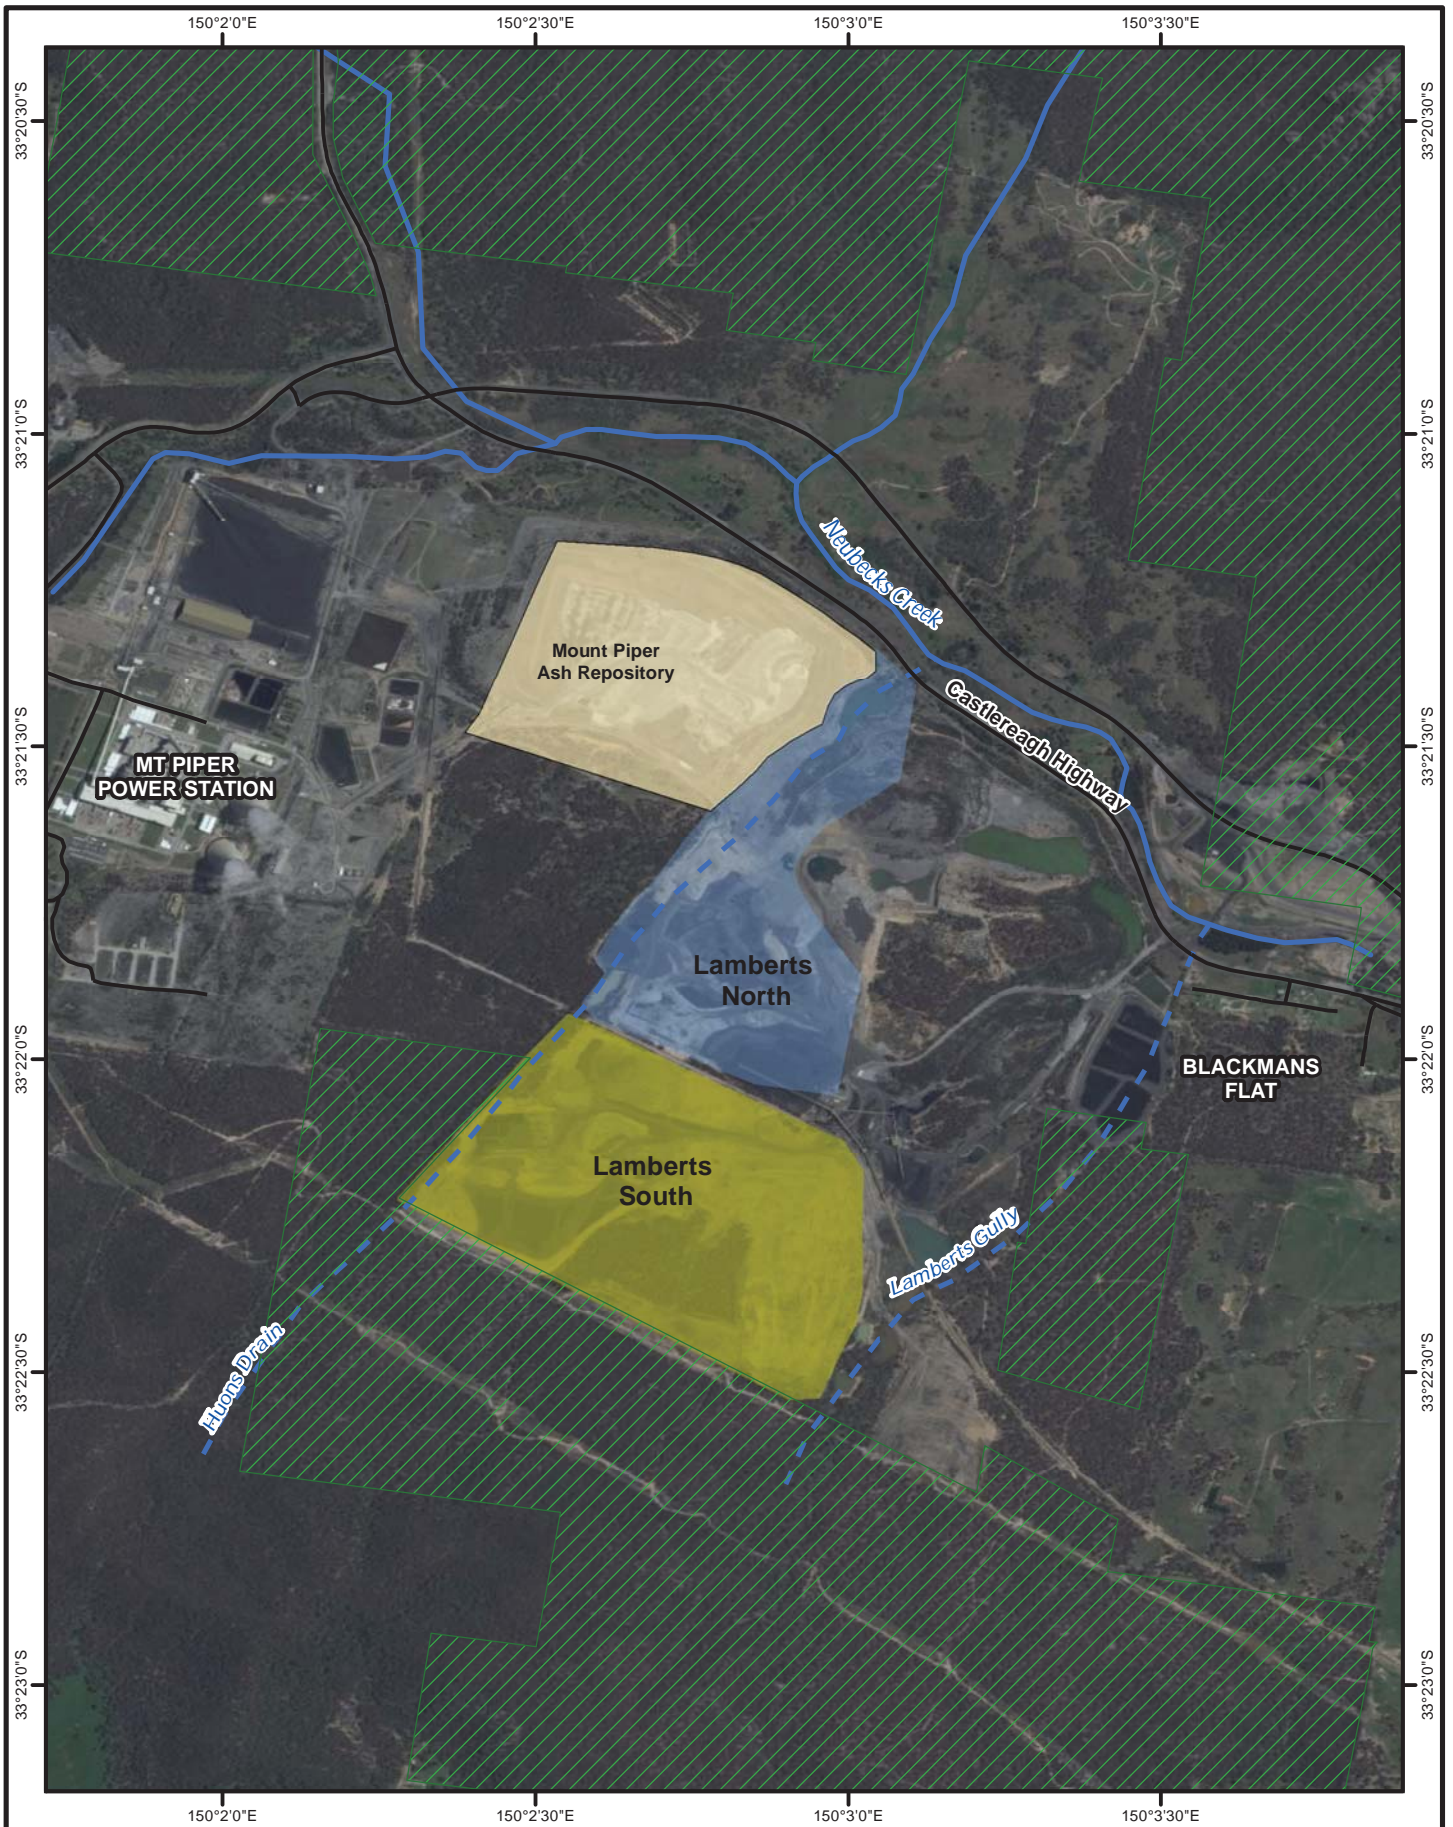 150°2'0"E
150°2'30"E
150°3'0"E
150°3'30"E
33°20'30"S
33°20'30"S
33°21'0"S
33°21'0"S
Neubecks Creek
Mount Piper
Ash Repository
Castlereagh Highway
33°21'30"S
33°21'30"S
MT PIPER
POWER STATION
Lamberts
North
33°22'0"S
33°22'0"S
BLACKMANS
FLAT
Lamberts
South
Lamberts Gully
Huons Drain
33°22'30"S
33°22'30"S
33°23'0"S
33°23'0"S
150°2'0"E
150°2'30"E
150°3'0"E
150°3'30"E